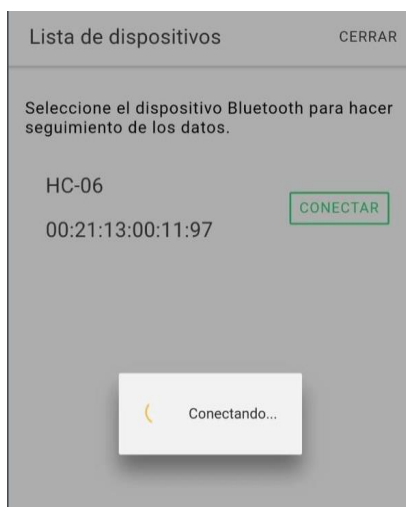 Lista de dispositivos CERRAR
Seleccione el dispositivo Bluetooth para hacer
seguimiento de los datos.
HC-06
CONECTAR
00:21:13:00:11:97
Conectando...